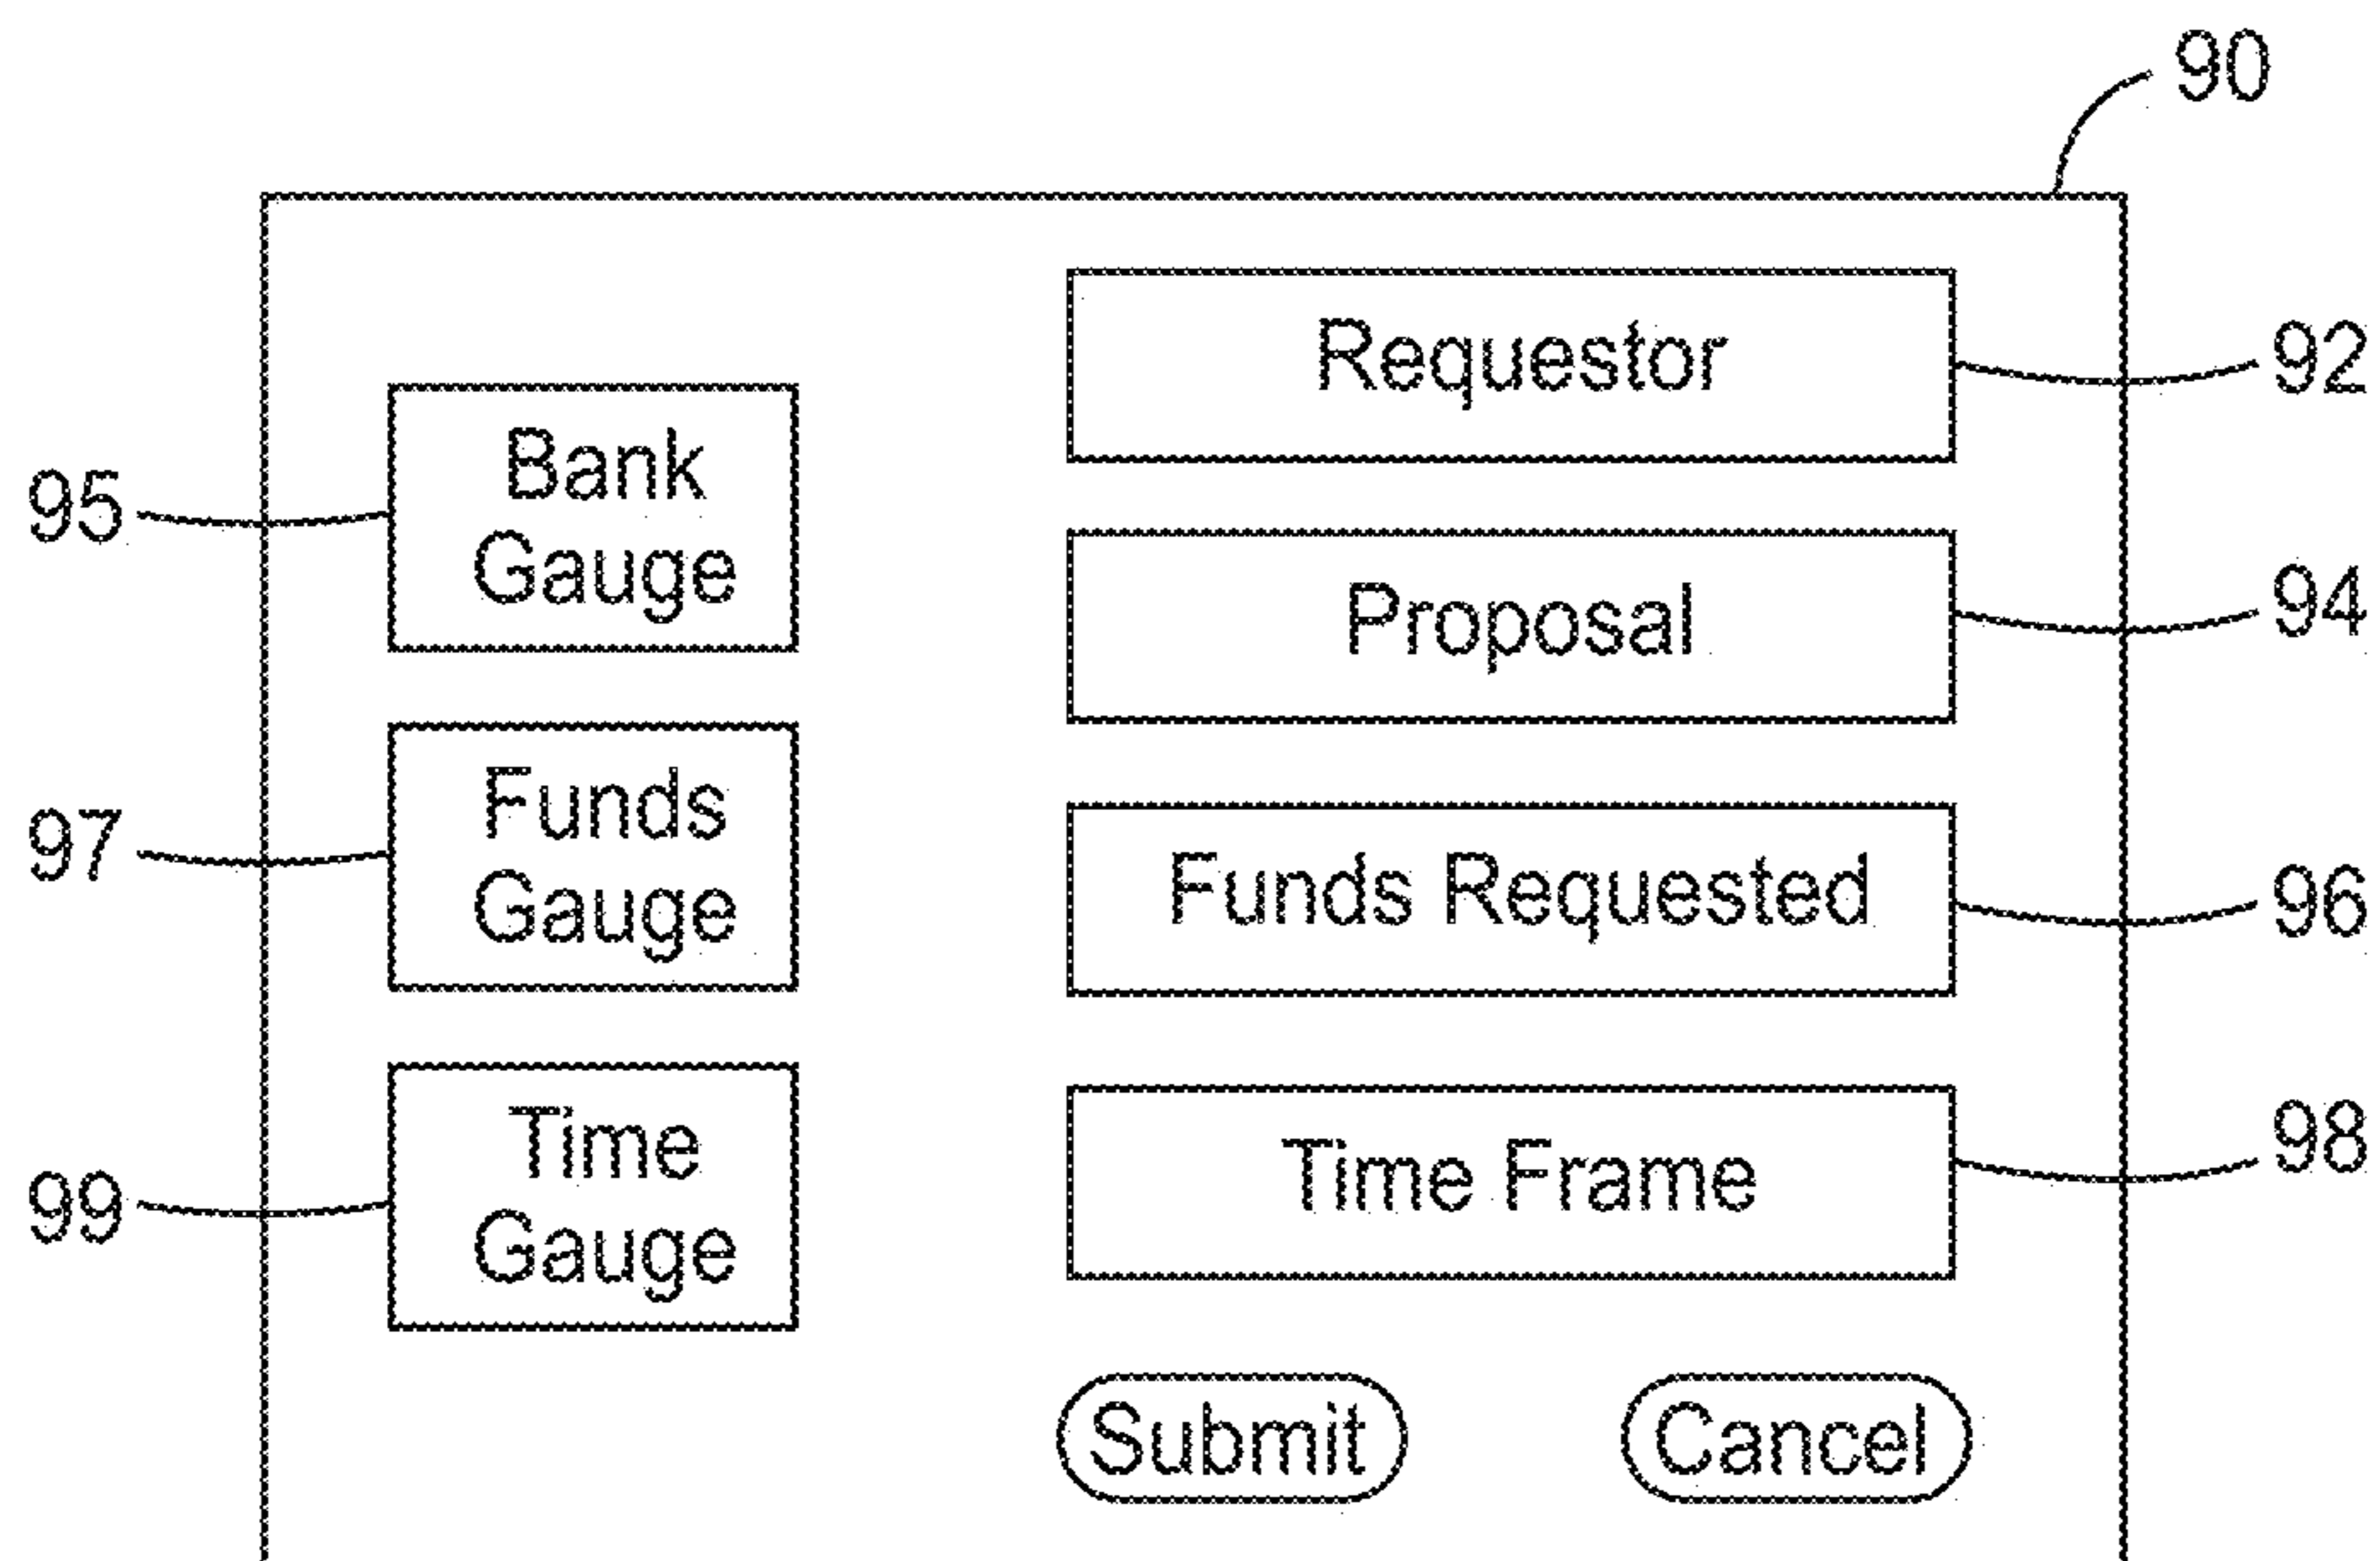 90
Requestor
92
95
Bank
Gauge
Proposal
94
97
Funds
Gauge
Funds Requested
96
99
Time
Gauge
Time Frame
98
Submit
Cancel